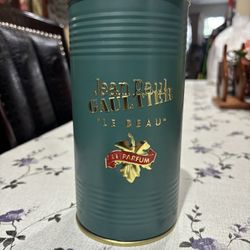 Jean Paul
GAULTIER
"LE BEAU"
LE PARFUM